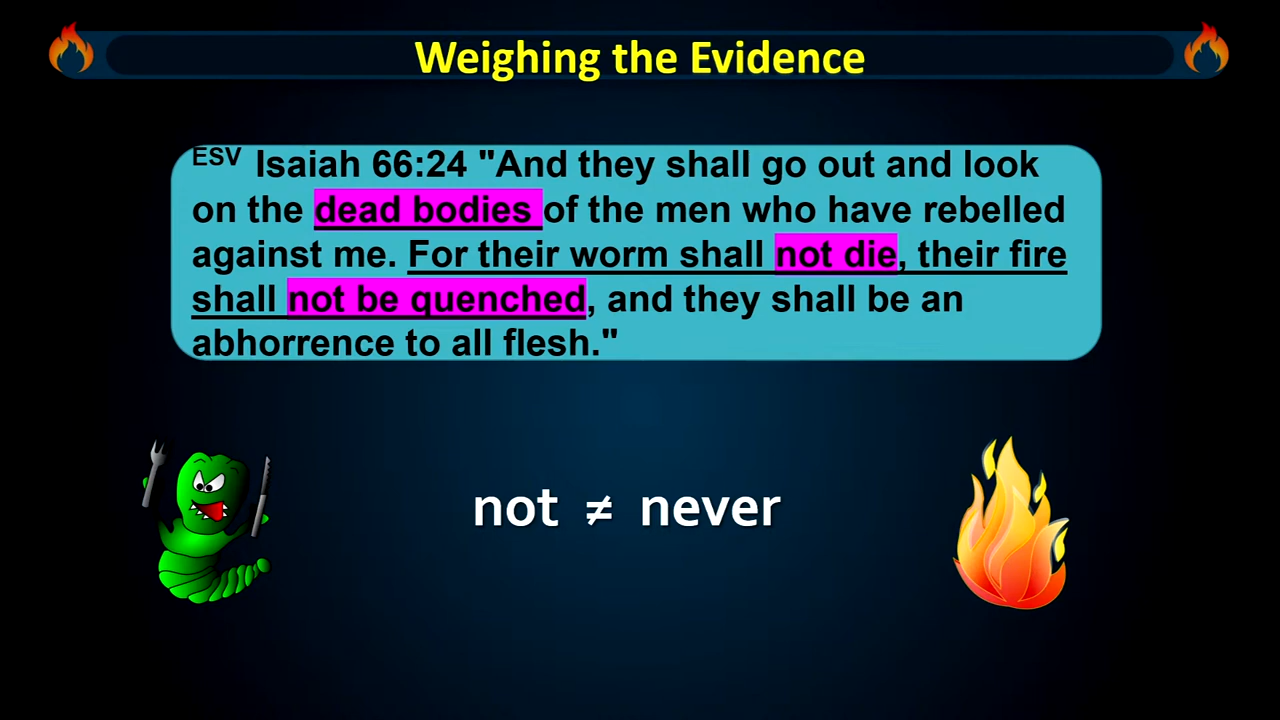 Weighing the Evidence
ESV Isaiah 66:24 "And they shall go out and look
on the dead bodies of the men who have rebelled
against me. For their worm shall not die, their fire
shall not be quenched, and they shall be an
abhorrence to all flesh."
not ≠ never